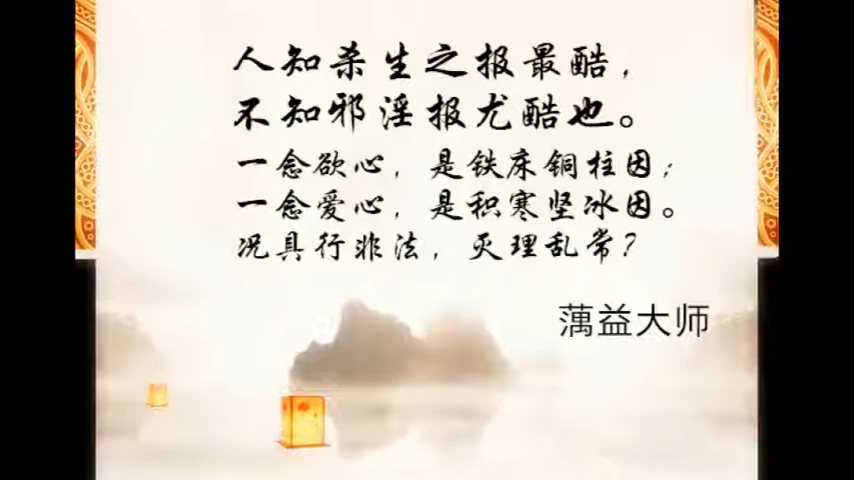 人知杀生之报最酷，
不知邪淫报尤酷也。
一念欲心，是铁床铜柱因；
一念爱心，是积寒坚冰因。
况具行非法，灭理乱常？
蕅益大师